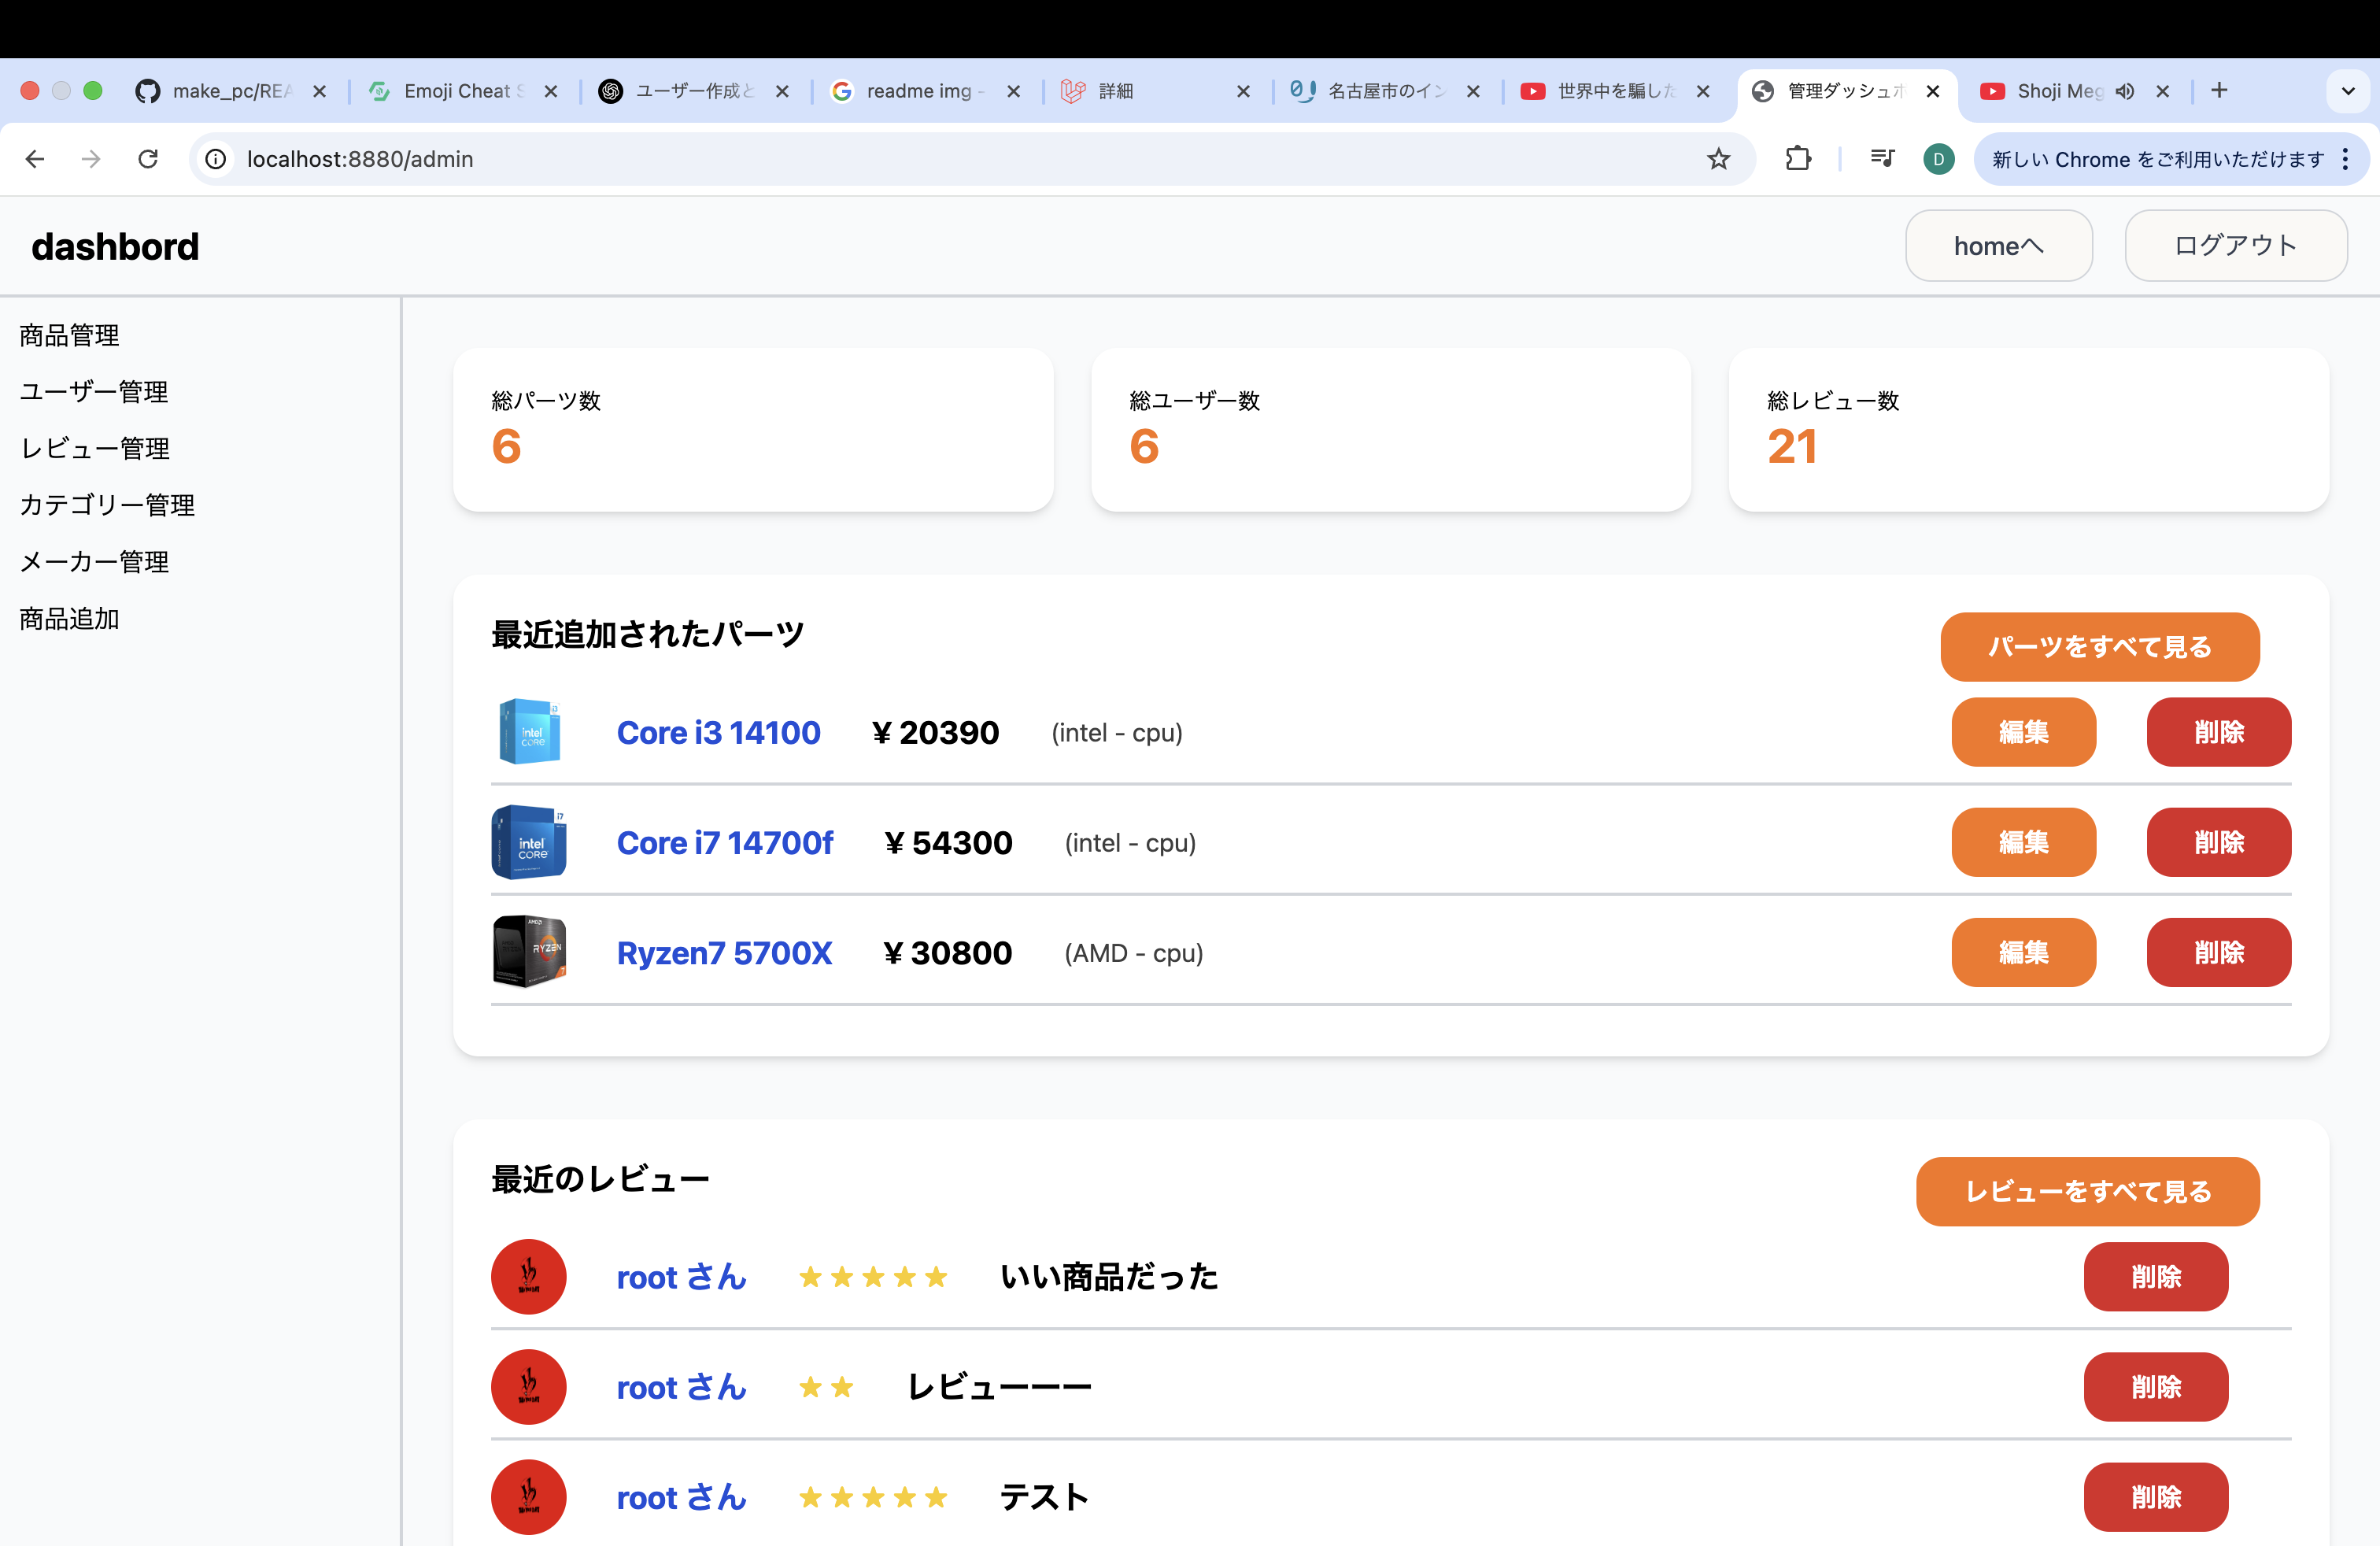 make_pc/REA
Emoji Cheat S
ユーザー作成と
readme img -
詳細
名古屋市のイン
世界中を騙した
管理ダッシュボ
Shoji Meg
localhost:8880/admin
D
新しい Chrome をご利用いただけます
dashbord
homeへ
ログアウト
商品管理
ユーザー管理
レビュー管理
カテゴリー管理
メーカー管理
商品追加
総パーツ数
6
総ユーザー数
6
総レビュー数
21
最近追加されたパーツ
パーツをすべて見る
intel
CORE
i3
Core i3 14100
¥ 20390
(intel - cpu)
編集
削除
intel
CORE
i7
Core i7 14700f
¥ 54300
(intel - cpu)
編集
削除
AMD
RYZEN
7
Ryzen7 5700X
¥ 30800
(AMD - cpu)
編集
削除
最近のレビュー
レビューをすべて見る
root さん
いい商品だった
削除
root さん
レビューーー
削除
root さん
テスト
削除